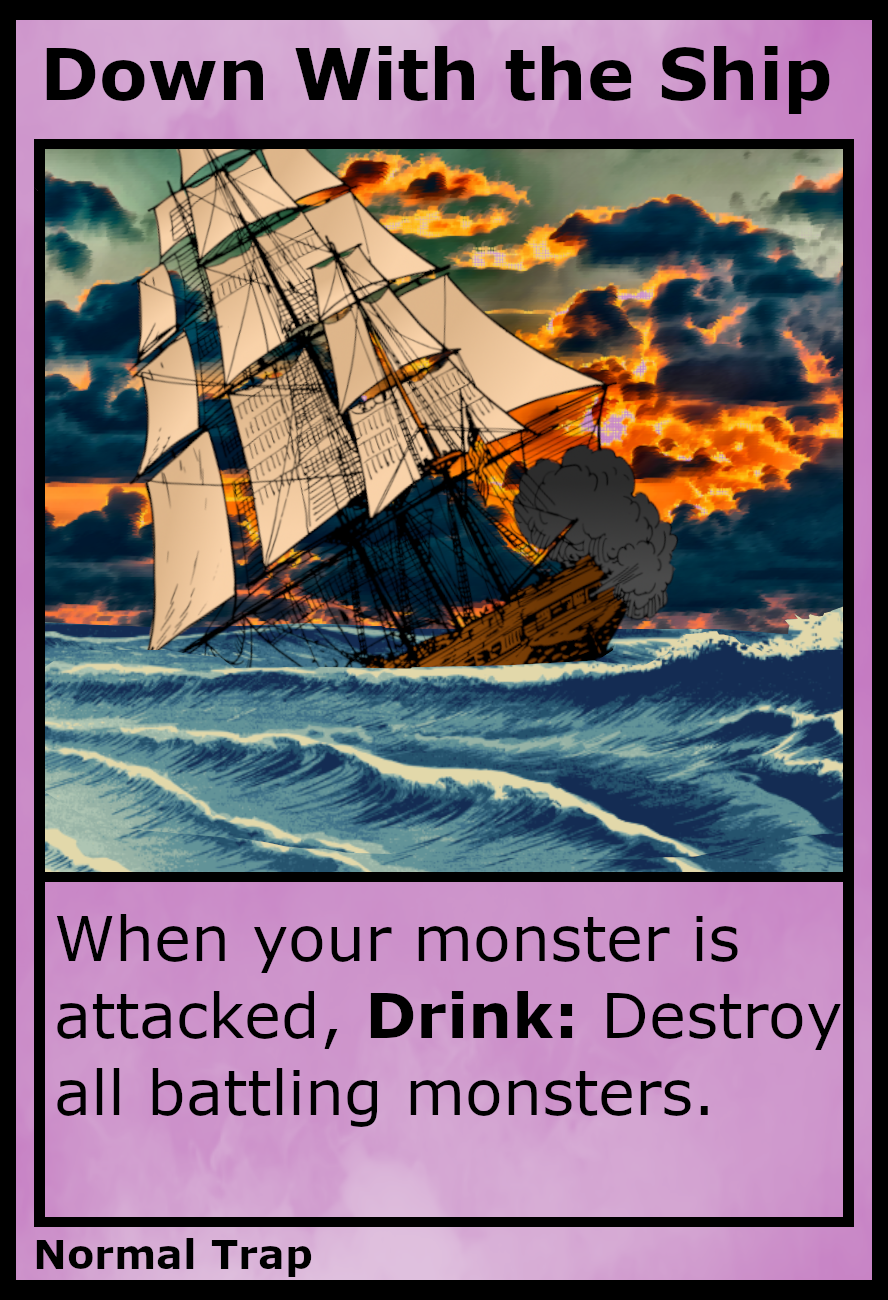 Down With the Ship
When your monster is
attacked, Drink: Destroy
all battling monsters.
Normal Trap